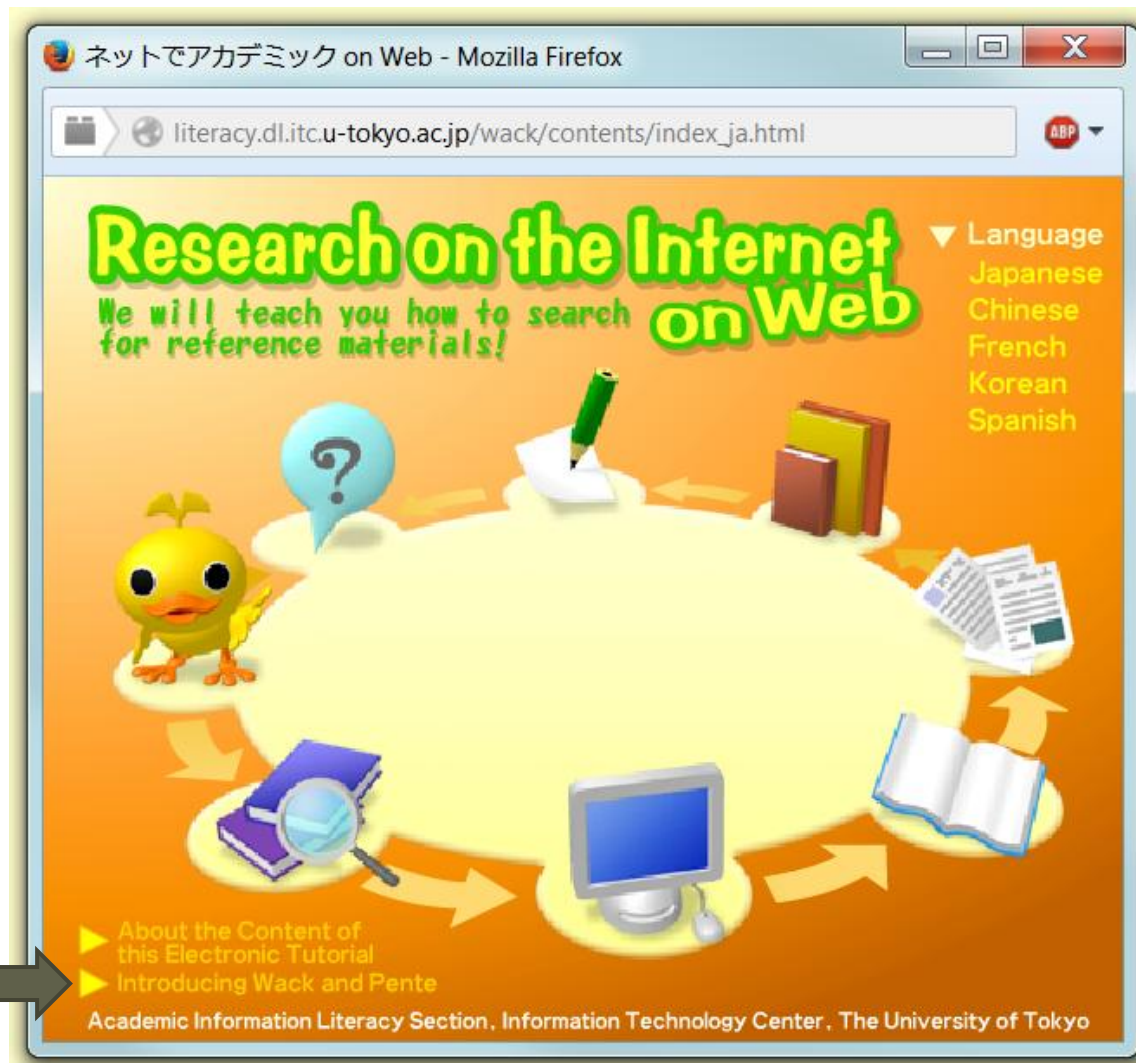 ネットでアカデミック on Web - Mozilla Firefox
literacy.dl.itc.u-tokyo.ac.jp/wack/contents/index_ja.html
ABP
Research on the Internet
on Web
We will teach you how to search
for reference materials!
Language
Japanese
Chinese
French
Korean
Spanish
?
About the Content of
this Electronic Tutorial
Introducing Wack and Pente
Academic Information Literacy Section, Information Technology Center, The University of Tokyo